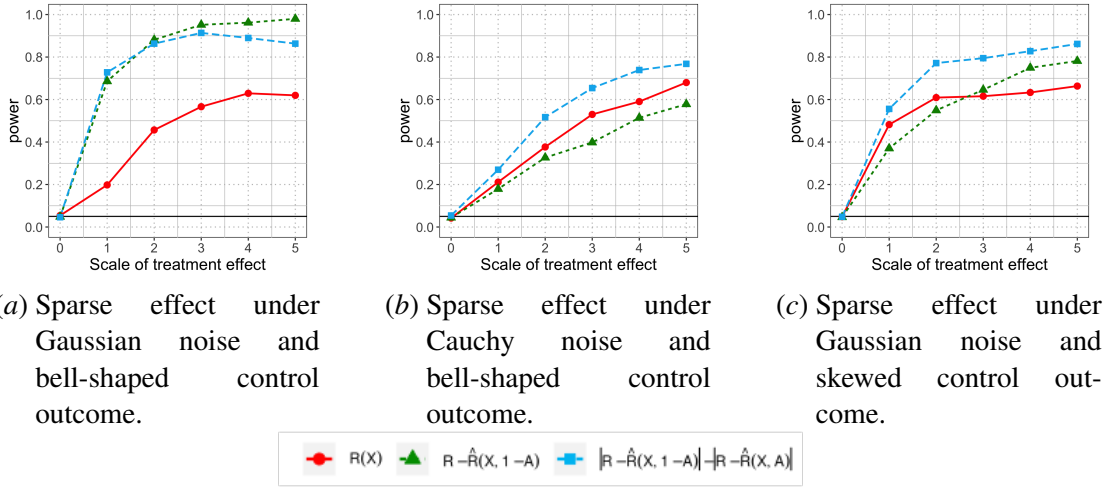 1.0
0.8
0.6
0.4
0.2
0.0
power
0 1 2 3 4 5
Scale of treatment effect
1.0
0.8
0.6
0.4
0.2
0.0
power
0 1 2 3 4 5
Scale of treatment effect
1.0
0.8
0.6
0.4
0.2
0.0
power
0 1 2 3 4 5
Scale of treatment effect
a) Sparse effect under
Gaussian noise and
bell-shaped control
outcome.
(b) Sparse effect under
Cauchy noise and
bell-shaped control
outcome.
(c) Sparse effect under
Gaussian noise and
skewed control out-
come.
R(X) R −R̂(X, 1 −A) |R −R̂(X, 1 −A)|−|R −R̂(X, A)|